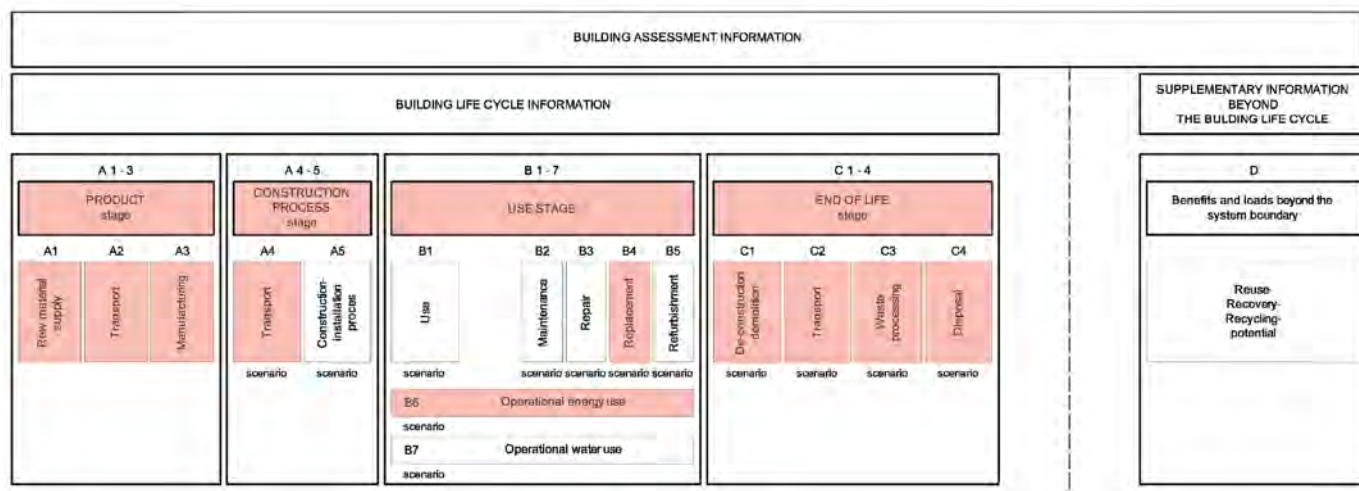 BUILDING ASSESSMENT INFORMATION
BUILDING LIFE CYCLE INFORMATION
SUPPLEMENTARY INFORMATION
BEYOND
THE BULDING LIFE CYCLE
A 1 - 3
PRODUCT
stage
A1
A2
A3
Raw material
supply
Transport
Manufacturing
A 4 - 5
CONSTRUCTION
PROCESS
stage
A4
A5
Transport
Construction-
installation
proces
scenario
scenario
B 1 - 7
USE STAGE
B1
B2
B3
B4
B5
Use
Maintenance
Repair
Replacement
Refurbishment
scenario
scenario
scenario
scenario
scenario
B6
Operational energy use
scenario
B7
Operational water use
scenario
C 1 - 4
END OF LIFE
stage
C1
C2
C3
C4
De-construction
demolition
Transport
Waste
processing
Disposal
scenario
scenario
scenario
scenario
D
Benefits and loads beyond the
system boundary
Reuse-
Recovery-
Recycling-
potential